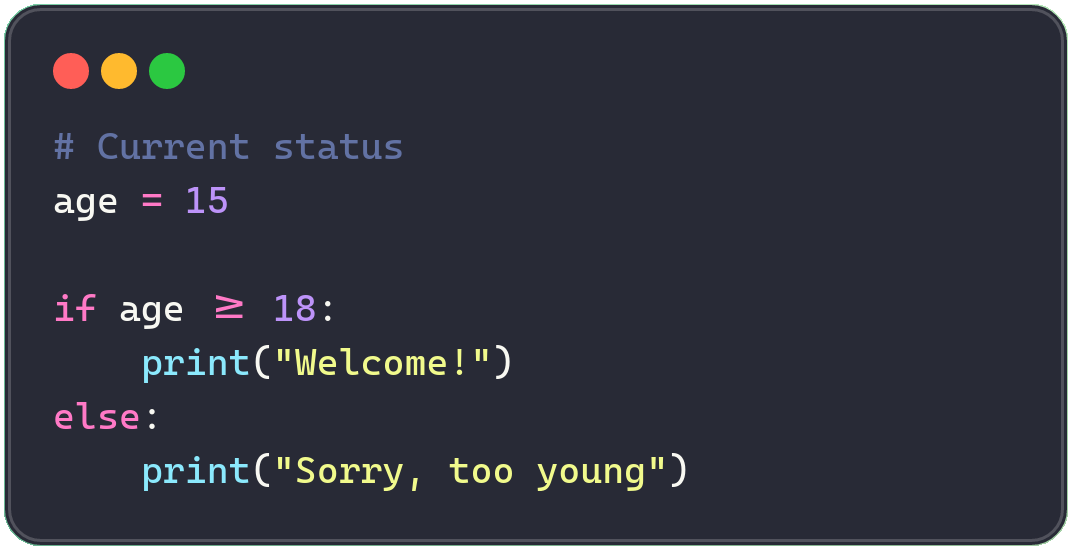 # Current status
age = 15

if age ≥ 18:
    print("Welcome!")
else:
    print("Sorry, too young")